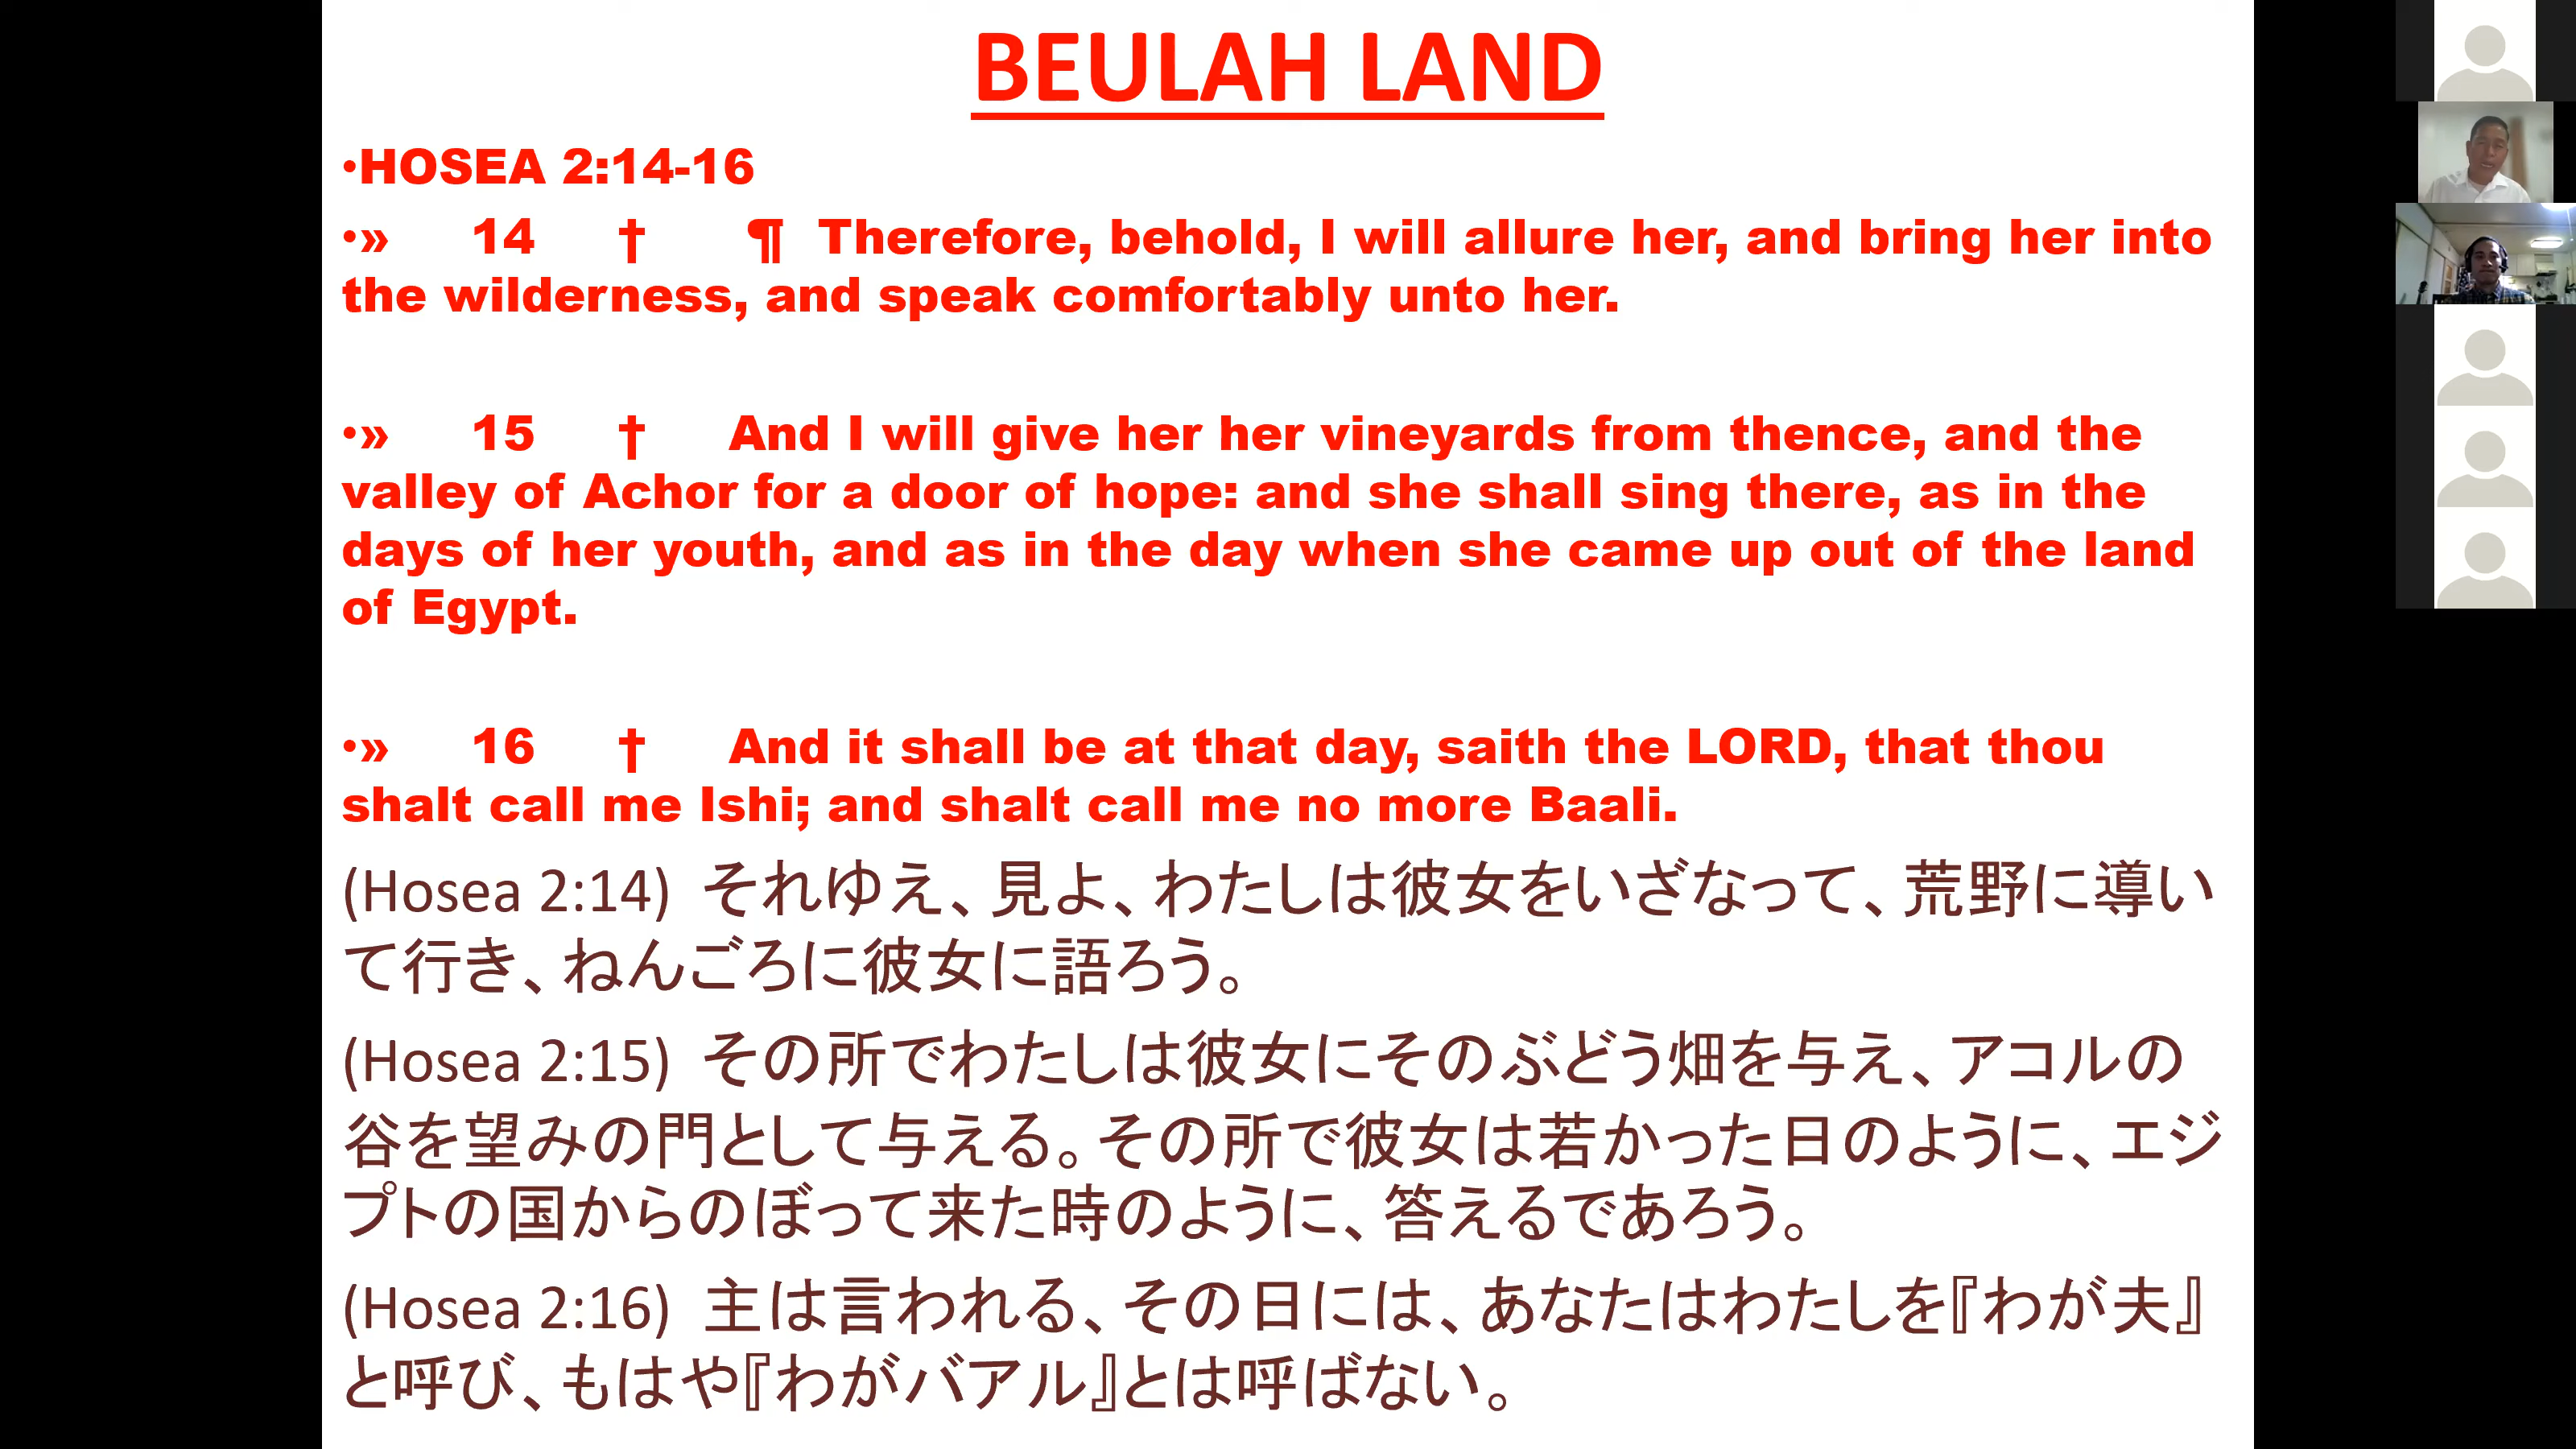 BEULAH LAND
•HOSEA 2:14-16
•» 14 † ¶ Therefore, behold, I will allure her, and bring her into
the wilderness, and speak comfortably unto her.
•» 15 † And I will give her her vineyards from thence, and the
valley of Achor for a door of hope: and she shall sing there, as in the
days of her youth, and as in the day when she came up out of the land
of Egypt.
•» 16 † And it shall be at that day, saith the LORD, that thou
shalt call me Ishi; and shalt call me no more Baali.
(Hosea 2:14) それゆえ、見よ、わたしは彼女をいざなって、荒野に導い
て行き、ねんごろに彼女に語ろう。
(Hosea 2:15) その所でわたしは彼女にそのぶどう畑を与え、アコルの
谷を望みの門として与える。その所で彼女は若かった日のように、エジ
プトの国からのぼって来た時のように、答えるであろう。
(Hosea 2:16) 主は言われる、その日には、あなたはわたしを『わが夫』
と呼び、もはや『わがバアル』とは呼ばない。